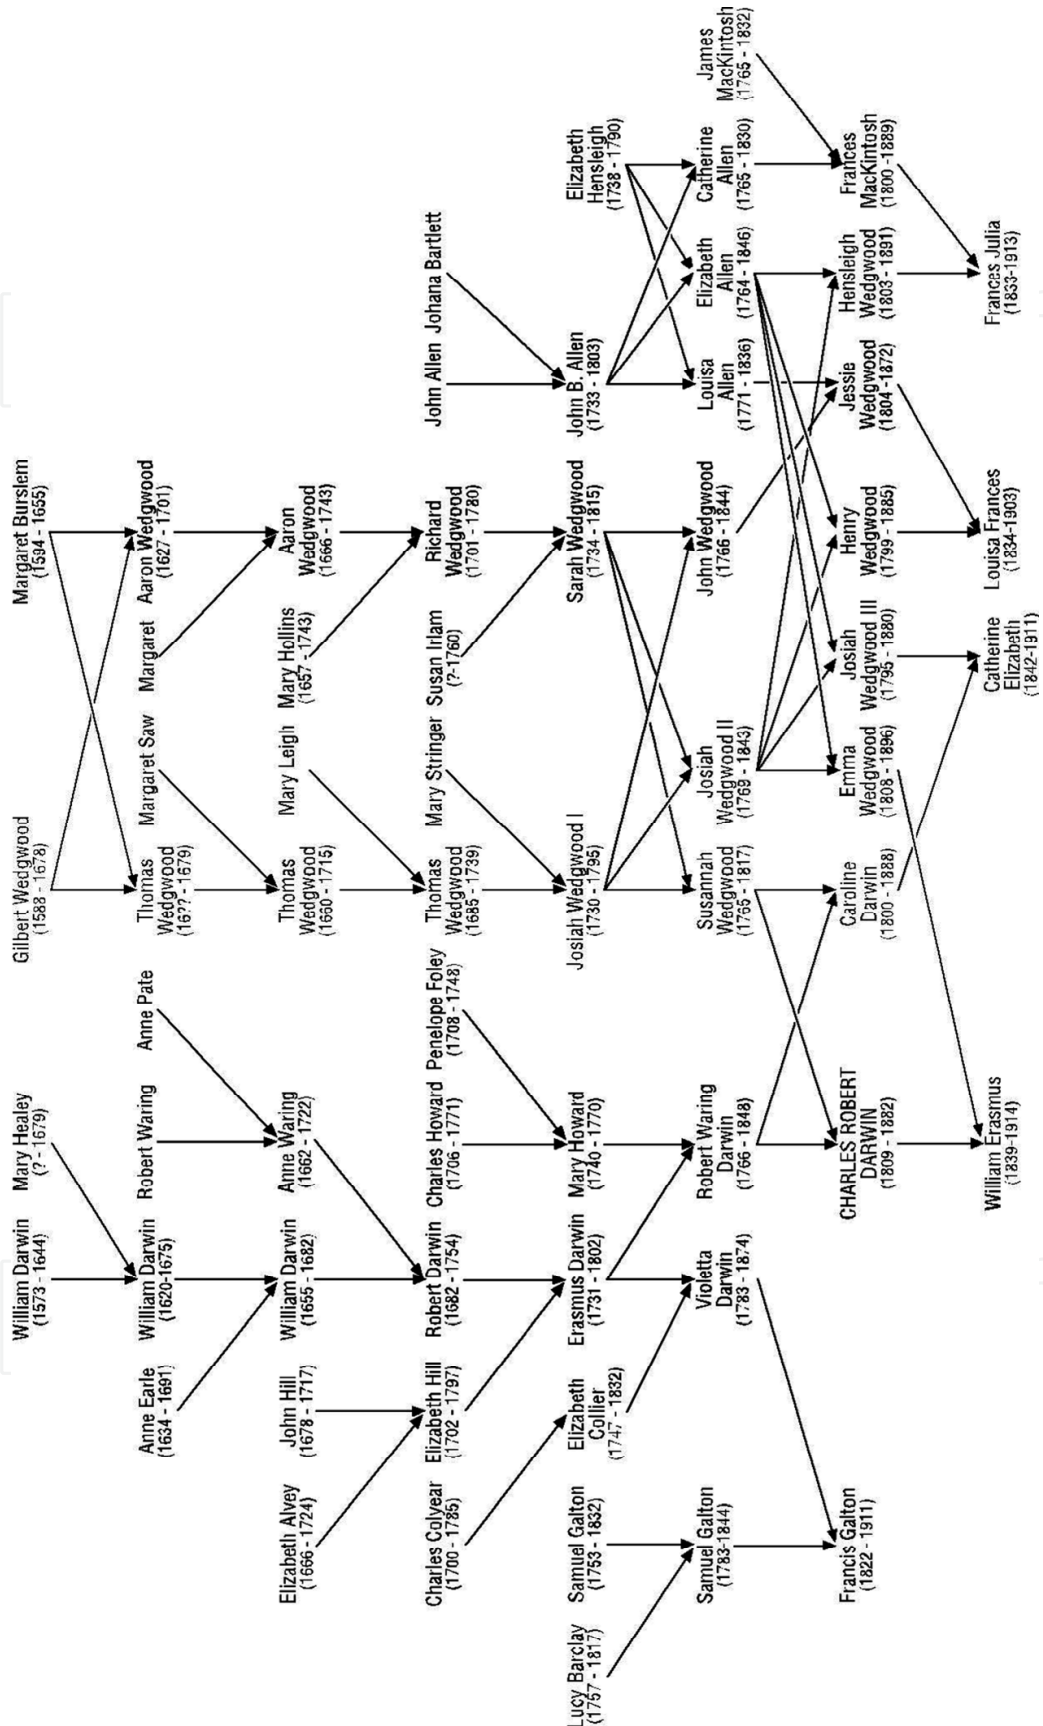 William Darwin
(1573 - 1644)
Mary Healey
(? - 1679)
Gilbert Wedgwood
(1588 - 1678)
Margaret Burslem
(1594 - 1655)
Anne Earle
(1634 - 1691)
William Darwin
(1620-1675)
Robert Waring
Anne Pate
Thomas
Wedgwood
(16?? - 1679)
Margaret Saw
Margaret
Aaron Wedgwood
(1627 - 1701)
Elizabeth Alvey
(1666 - 1724)
John Hill
(1678 - 1717)
William Darwin
(1655 - 1682)
Anne Waring
(1662 - 1722)
Thomas
Wedgwood
(1660 - 1715)
Mary Leigh
Mary Hollins
(1657 - 1743)
Aaron
Wedgwood
(1666 - 1743)
Charles Colyear
(1700 - 1785)
Elizabeth Hill
(1702 - 1797)
Robert Darwin
(1682 - 1754)
Charles Howard
(1706 - 1771)
Penelope Foley
(1708 - 1748)
Thomas
Wedgwood
(1685 - 1739)
Mary Stringer
Susan Irlam
(?-1760)
Richard
Wedgwood
(1701 - 1780)
John Allen
Johana Bartlett
Lucy Barclay
(1757 - 1817)
Samuel Galton
(1753 - 1832)
Elizabeth
Collier
(1747 - 1832)
Erasmus Darwin
(1731 - 1802)
Mary Howard
(1740 - 1770)
Josiah Wedgwood I
(1730 - 1795)
Sarah Wedgwood
(1734 - 1815)
John B. Allen
(1733 - 1803)
Elizabeth
Hensleigh
(1738 - 1790)
Samuel Galton
(1783-1844)
Violetta
Darwin
(1783 - 1874)
Robert Waring
Darwin
(1766 - 1848)
Susannah
Wedgwood
(1765 - 1817)
Josiah
Wedgwood II
(1769 - 1843)
John Wedgwood
(1766 - 1844)
Louisa
Allen
(1771 - 1836)
Elizabeth
Allen
(1764 - 1846)
Catherine
Allen
(1765 - 1830)
James
MacKintosh
(1765 - 1832)
Francis Galton
(1822 - 1911)
CHARLES ROBERT
DARWIN
(1809 - 1882)
Caroline
Darwin
(1800 - 1888)
Emma
Wedgwood
(1808 - 1896)
Josiah
Wedgwood III
(1795 - 1880)
Henry
Wedgwood
(1799 - 1885)
Jessie
Wedgwood
(1804 -1872)
Hensleigh
Wedgwood
(1803 - 1891)
Frances
MacKintosh
(1800 -1889)
William Erasmus
(1839-1914)
Catherine
Elizabeth
(1842-1911)
Louisa Frances
(1834-1903)
Frances Julia
(1833-1913)